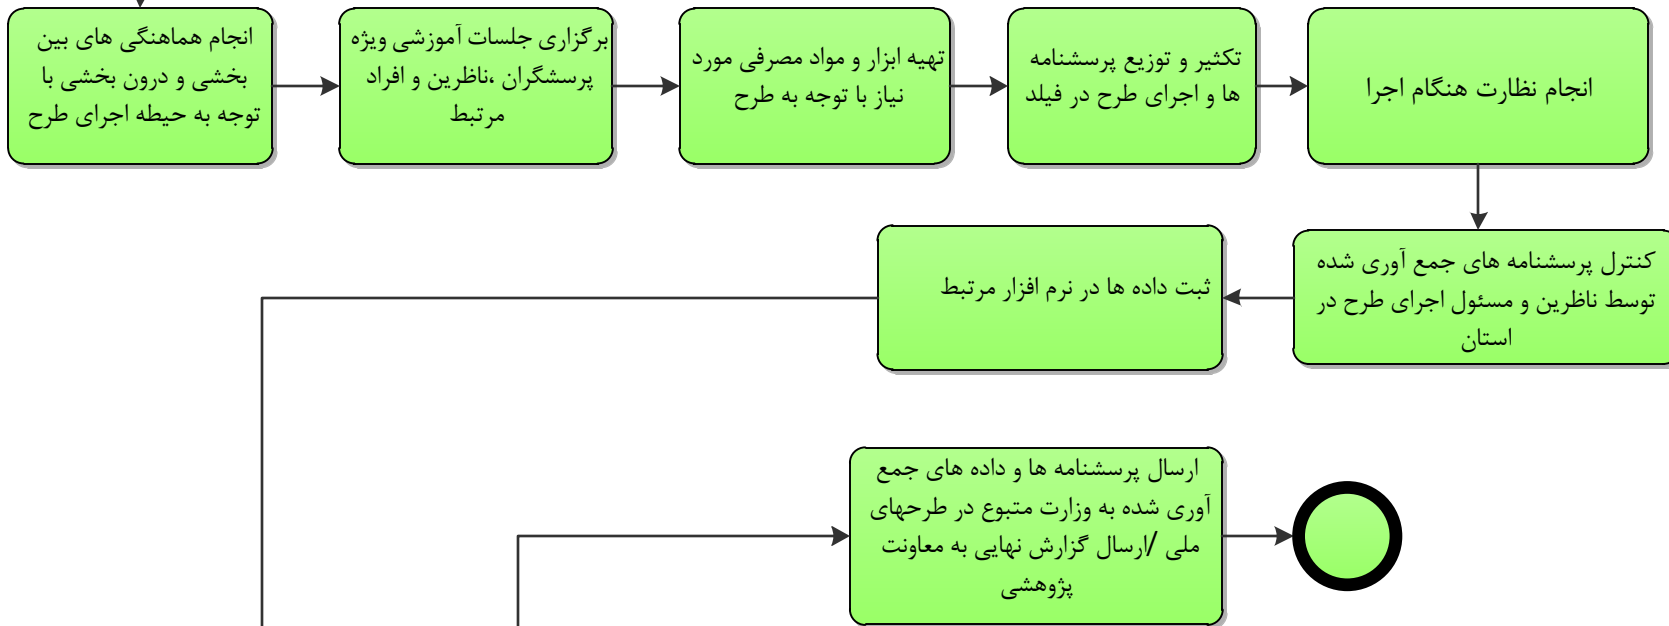 انجام هماهنگی های بین
بخشی و درون بخشی با
توجه به حیطه اجرای طرح
برگزاری جلسات آموزشی ویژه
پرسشگران ،ناظرین و افراد
مرتبط
تهیه ابزار و مواد مصرفی مورد
نیاز با توجه به طرح
تکثیر و توزیع پرسشنامه
ها و اجرای طرح در فیلد
انجام نظارت هنگام اجرا
کنترل پرسشنامه های جمع آوری شده
توسط ناظرین و مسئول اجرای طرح در
استان
ثبت داده ها در نرم افزار مرتبط
ارسال پرسشنامه ها و داده های جمع
آوری شده به وزارت متبوع در طرحهای
ملی /ارسال گزارش نهایی به معاونت
پژوهشی